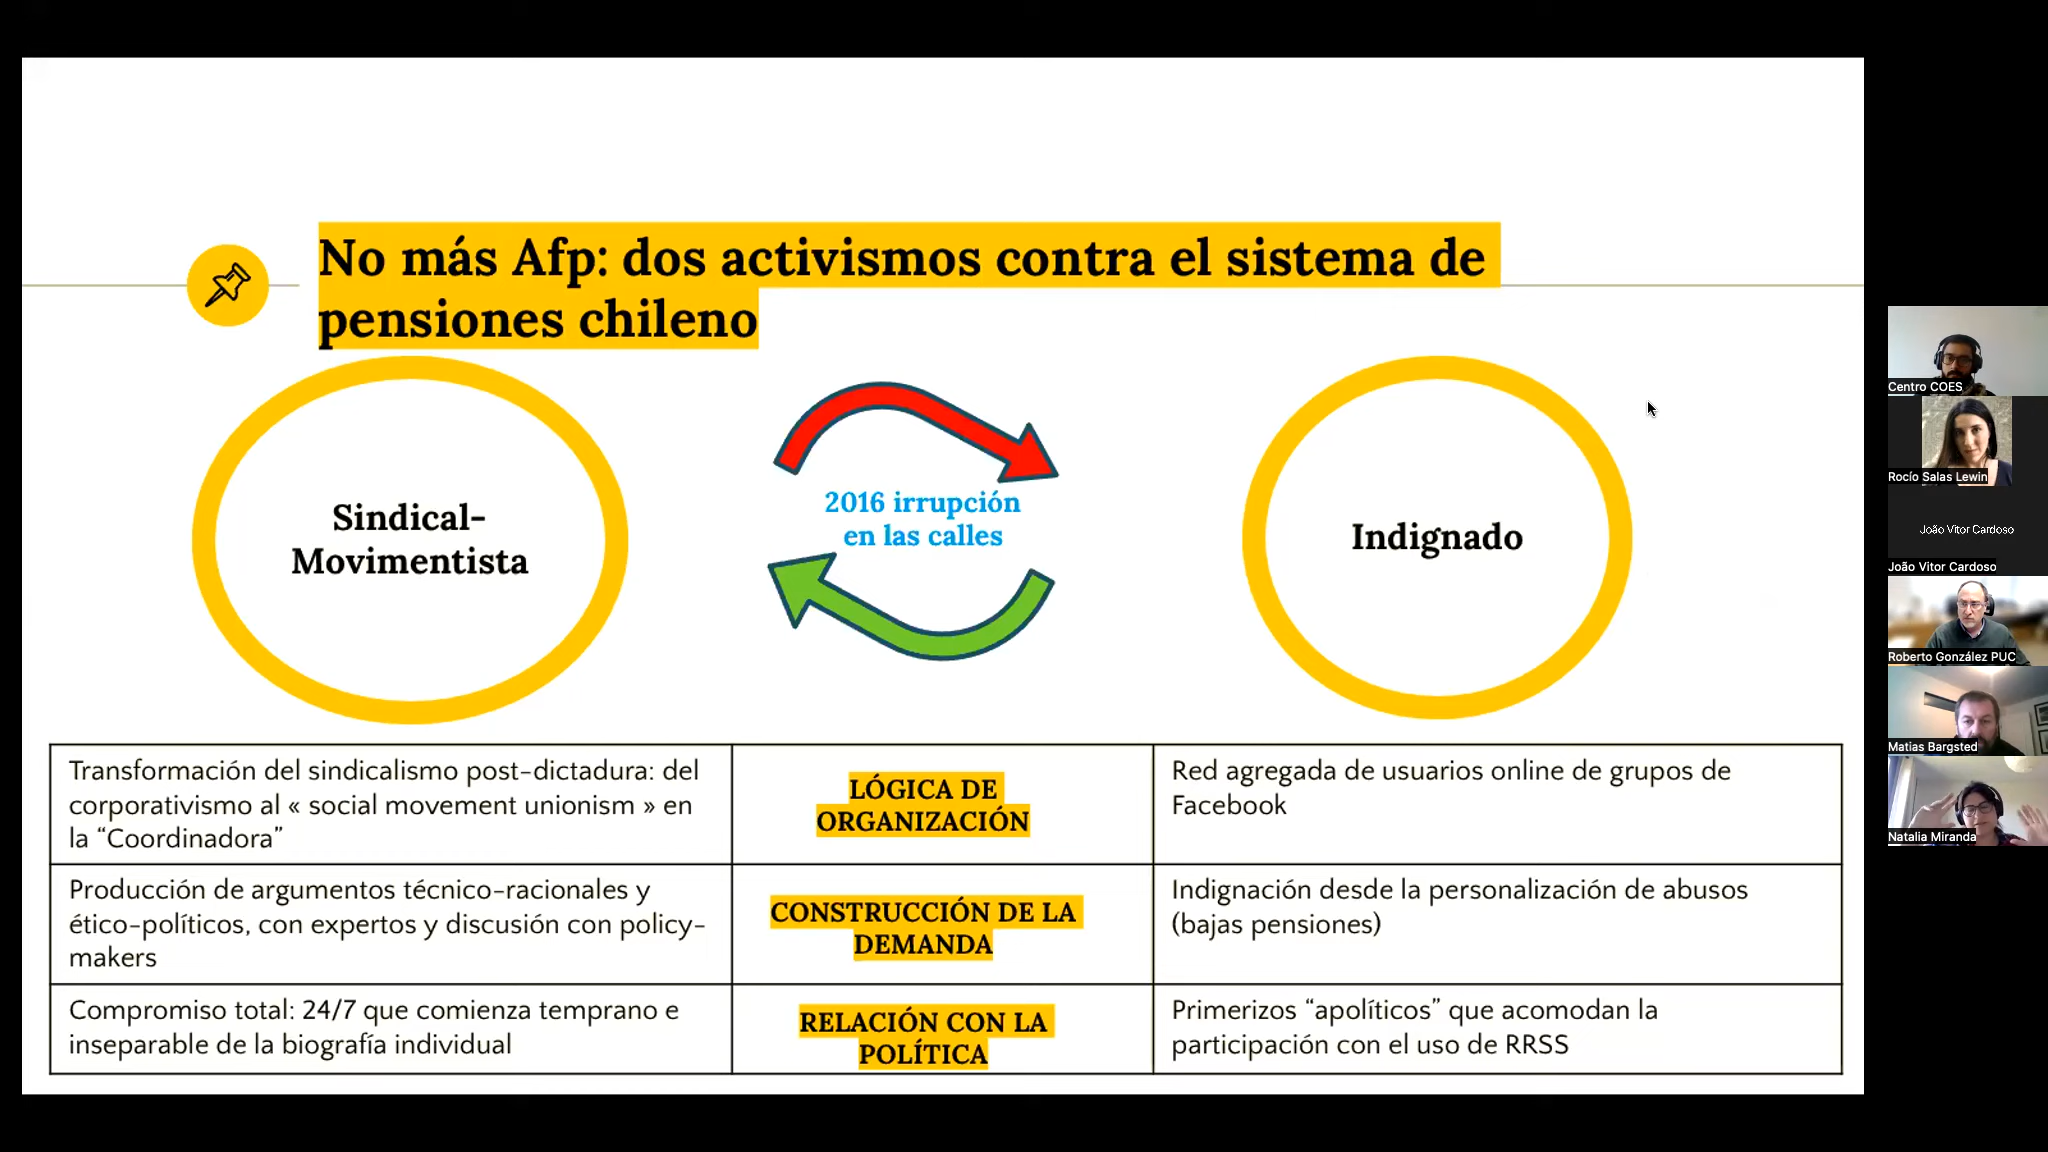 No más Afp: dos activismos contra el sistema de
pensiones chileno
Sindical-
Movimentista
2016 irrupción
en las calles
Indignado
Transformación del sindicalismo post-dictadura: del
corporativismo al « social movement unionism » en
la “Coordinadora”
LÓGICA DE
ORGANIZACIÓN
Red agregada de usuarios online de grupos de
Facebook
Producción de argumentos técnico-racionales y
ético-políticos, con expertos y discusión con policy-
makers
CONSTRUCCIÓN DE LA
DEMANDA
Indignación desde la personalización de abusos
(bajas pensiones)
Compromiso total: 24/7 que comienza temprano e
inseparable de la biografía individual
RELACIÓN CON LA
POLÍTICA
Primerizos “apolíticos” que acomodan la
participación con el uso de RRSS
Centro COES
Rocío Salas Lewin
João Vitor Cardoso
João Vitor Cardoso
Roberto González PUC
Matias Bargsted
Natalia Miranda